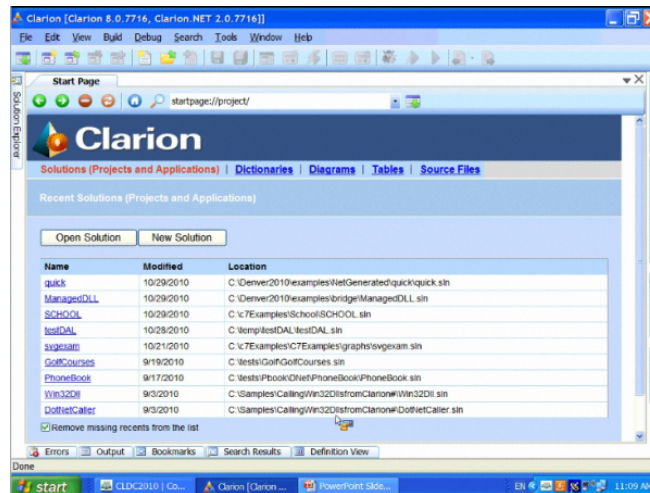 Clarion [Clarion 8.0.7716, Clarion.NET 2.0.7716]]
File Edit View Build Debug Search Tools Window Help
Start Page
Solution Explorer
startpage://project/
Clarion
Solutions (Projects and Applications) | Dictionaries | Diagrams | Tables | Source Files
Recent Solutions (Projects and Applications)
Open Solution New Solution
Name Modified Location
quick 10/29/2010 C:\Denver2010\examples\NetGenerated\quick\quick.sln
ManagedDLL 10/29/2010 C:\Denver2010\examples\bridge\ManagedDLL.sln
SCHOOL 10/29/2010 C:\c7Examples\School\SCHOOL.sln
testDAL 10/28/2010 C:\temp\testDAL\testDAL.sln
svgexam 10/21/2010 C:\c7Examples\C7Examples\graphs\svgexam.sln
GolfCourses 9/19/2010 C:\tests\Golf\GolfCourses.sln
PhoneBook 9/17/2010 C:\tests\Pbook\DNet\PhoneBook\PhoneBook.sln
Win32Dll 9/3/2010 C:\Samples\CallingWin32DllsfromClarion#\Win32Dll.sln
DotNetCaller 9/3/2010 C:\Samples\CallingWin32DllsfromClarion#\DotNetCaller.sln
Remove missing recents from the list
Errors Output Bookmarks Search Results Definition View
Done
start CLDC2010 | Co... Clarion [Clarion ... PowerPoint Slide... EN 11:09 AM